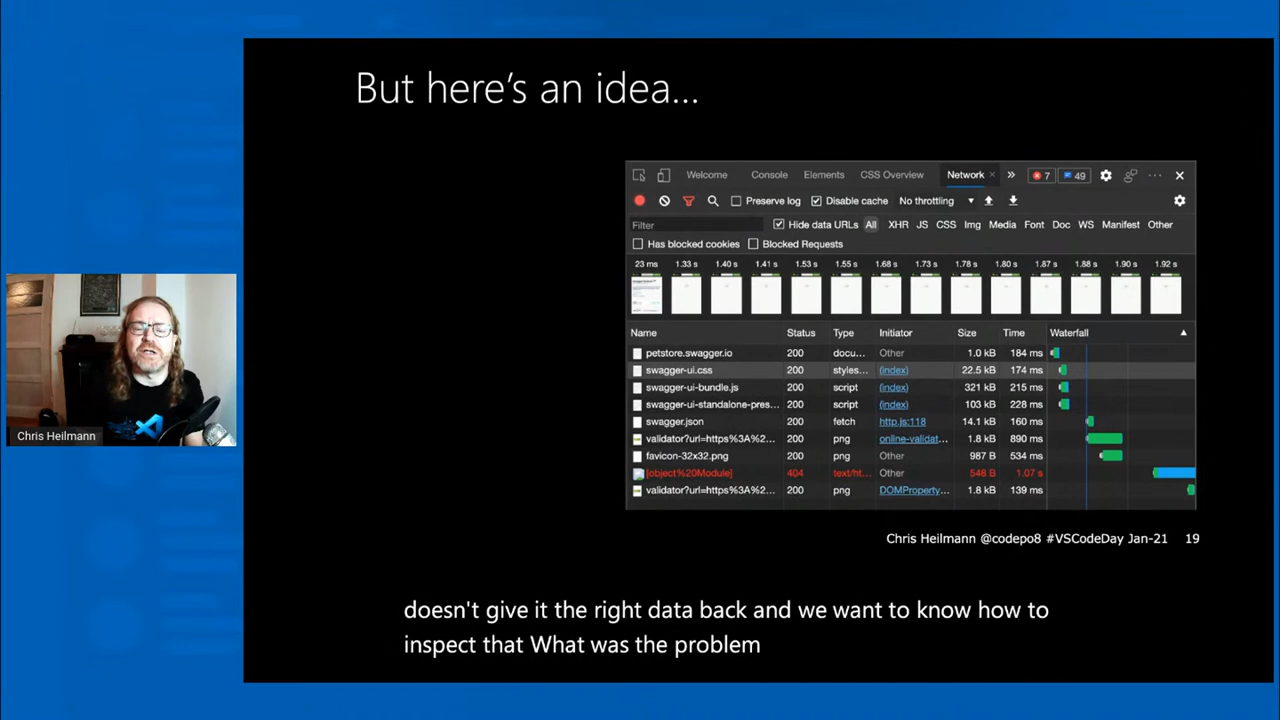 But here's an idea...
Welcome Console Elements CSS Overview Network × » 7 49 ... ×
Preserve log Disable cache No throttling
Filter Hide data URLs All XHR JS CSS Img Media Font Doc WS Manifest Other
Has blocked cookies Blocked Requests
23 ms 1.33 s 1.40 s 1.41 s 1.53 s 1.55 s 1.68 s 1.73 s 1.78 s 1.80 s 1.87 s 1.88 s 1.90 s 1.92 s
Name Status Type Initiator Size Time Waterfall
petstore.swagger.io 200 docu... Other 1.0 kB 184 ms
swagger-ui.css 200 styles... (index) 22.5 kB 174 ms
swagger-ui-bundle.js 200 script (index) 321 kB 215 ms
swagger-ui-standalone-pres... 200 script (index) 103 kB 228 ms
swagger.json 200 fetch http.js:118 14.1 kB 160 ms
validator?url=https%3A%2... 200 png online-validat... 1.8 kB 890 ms
favicon-32x32.png 200 png Other 987 B 534 ms
[object%20Module] 404 text/ht... Other 548 B 1.07 s
validator?url=https%3A%2... 200 png DOMProperty... 1.8 kB 139 ms
Chris Heilmann
Chris Heilmann @codepo8 #VSCodeDay Jan-21 19
doesn't give it the right data back and we want to know how to
inspect that What was the problem